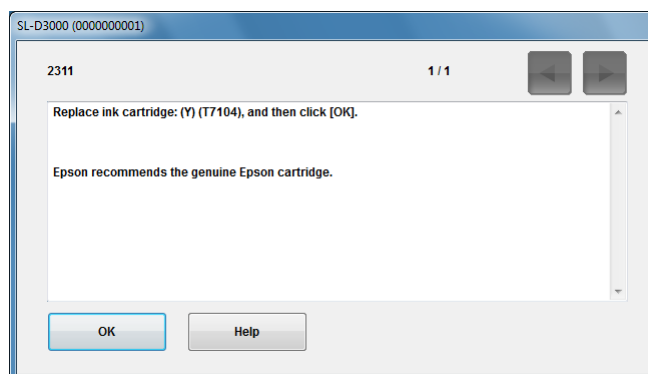 SL-D3000 (0000000001)
2311 1 / 1
Replace ink cartridge: (Y) (T7104), and then click [OK].
Epson recommends the genuine Epson cartridge.
OK Help